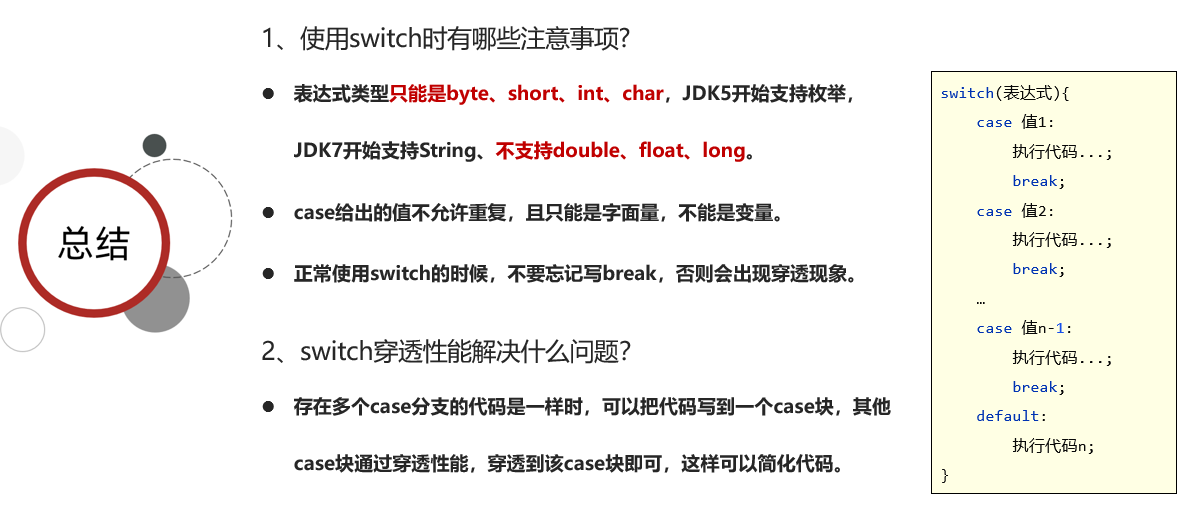 总结
1、使用switch时有哪些注意事项?
● 表达式类型只能是byte、short、int、char，JDK5开始支持枚举，
JDK7开始支持String、不支持double、float、long。
● case给出的值不允许重复，且只能是字面量，不能是变量。
● 正常使用switch的时候，不要忘记写break，否则会出现穿透现象。
2、switch穿透性能解决什么问题?
● 存在多个case分支的代码是一样时，可以把代码写到一个case块，其他
case块通过穿透性能，穿透到该case块即可，这样可以简化代码。
switch(表达式){
    case 值1:
        执行代码...;
        break;
    case 值2:
        执行代码...;
        break;
    …
    case 值n-1:
        执行代码...;
        break;
    default:
        执行代码n;
}